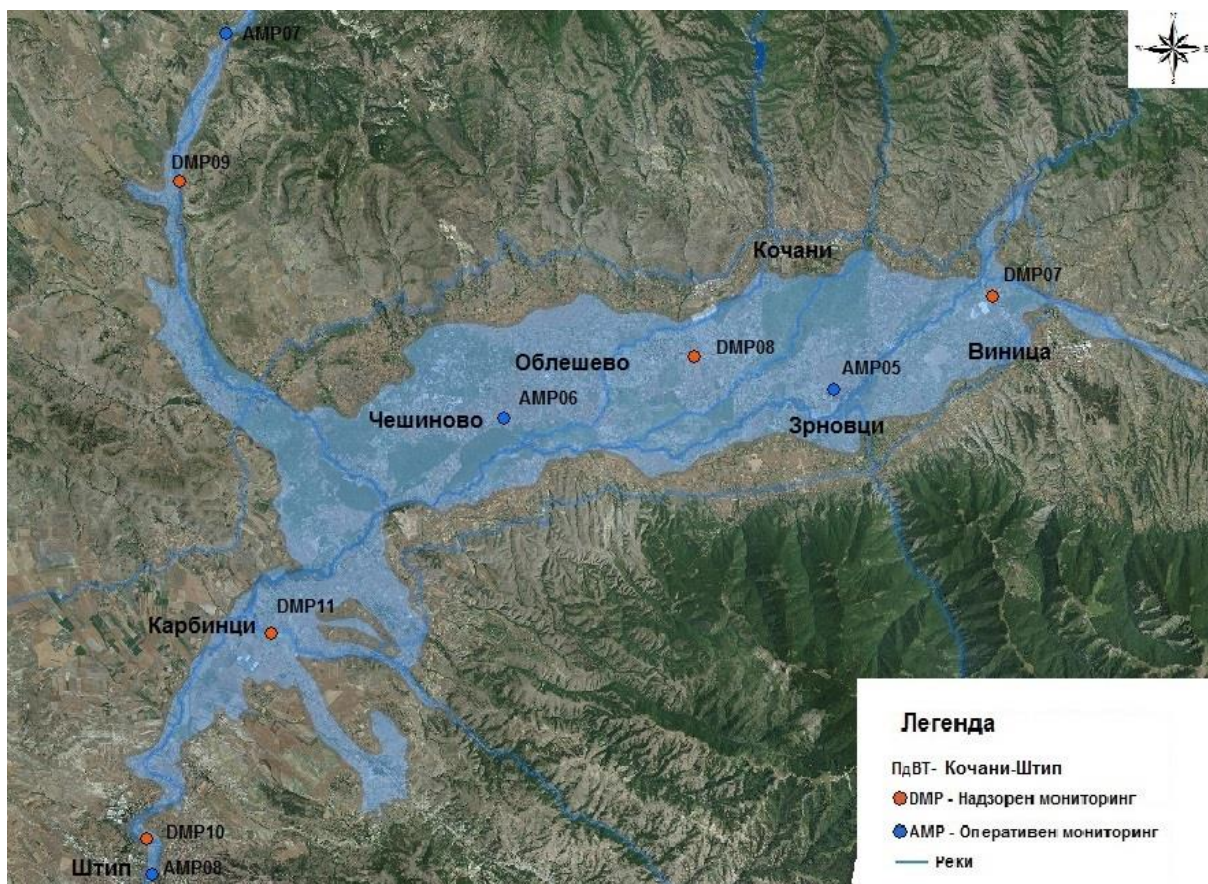 AMP07
DMP09
Кочани
DMP07
DMP08
Облешево
Виница
AMP05
AMP06
Чешиново
Зрновци
DMP11
Карбинци
DMP10
Штип
AMP08
Легенда
ПдВТ- Кочани-Штип
DMP - Надзорен мониторинг
AMP - Оперативен мониторинг
Реки